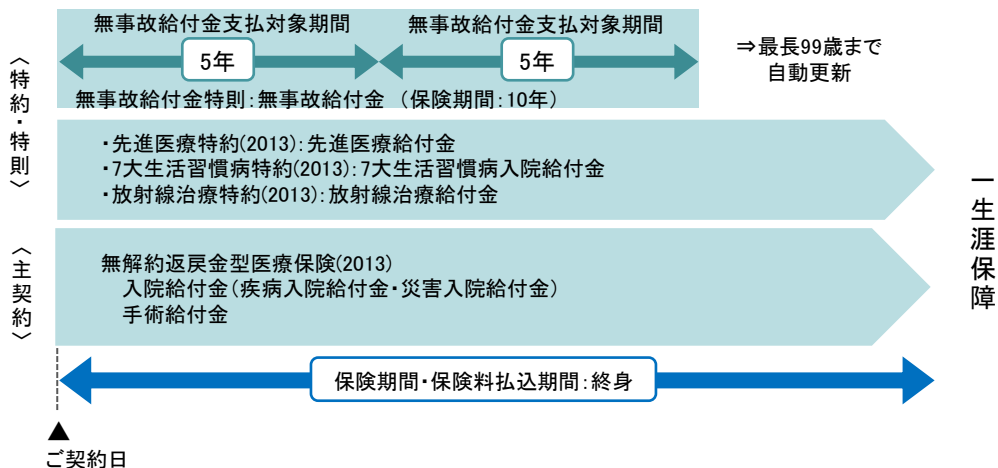 無事故給付金支払対象期間
無事故給付金支払対象期間
5年
5年
⇒最長99歳まで
自動更新
無事故給付金特則:無事故給付金 (保険期間:10年)
〈特約・特則〉
・先進医療特約(2013):先進医療給付金
・7大生活習慣病特約(2013):7大生活習慣病入院給付金
・放射線治療特約(2013):放射線治療給付金
一生涯保障
〈主契約〉
無解約返戻金型医療保険(2013)
入院給付金(疾病入院給付金・災害入院給付金)
手術給付金
保険期間・保険料払込期間:終身
▲
ご契約日